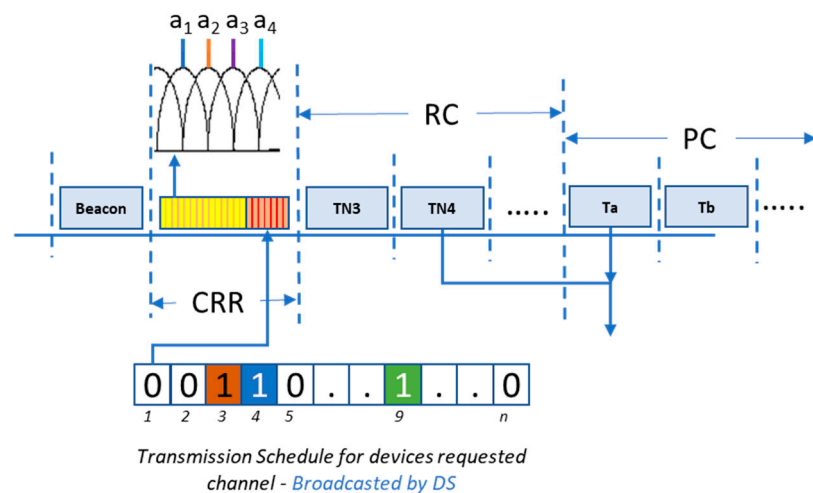 a1 a2 a3 a4
RC
PC
Beacon
TN3
TN4
.....
Ta
Tb
.....
CRR
0 0 1 1 0 . . 1 . . 0
1 2 3 4 5 9 n
Transmission Schedule for devices requested
channel - Broadcasted by DS